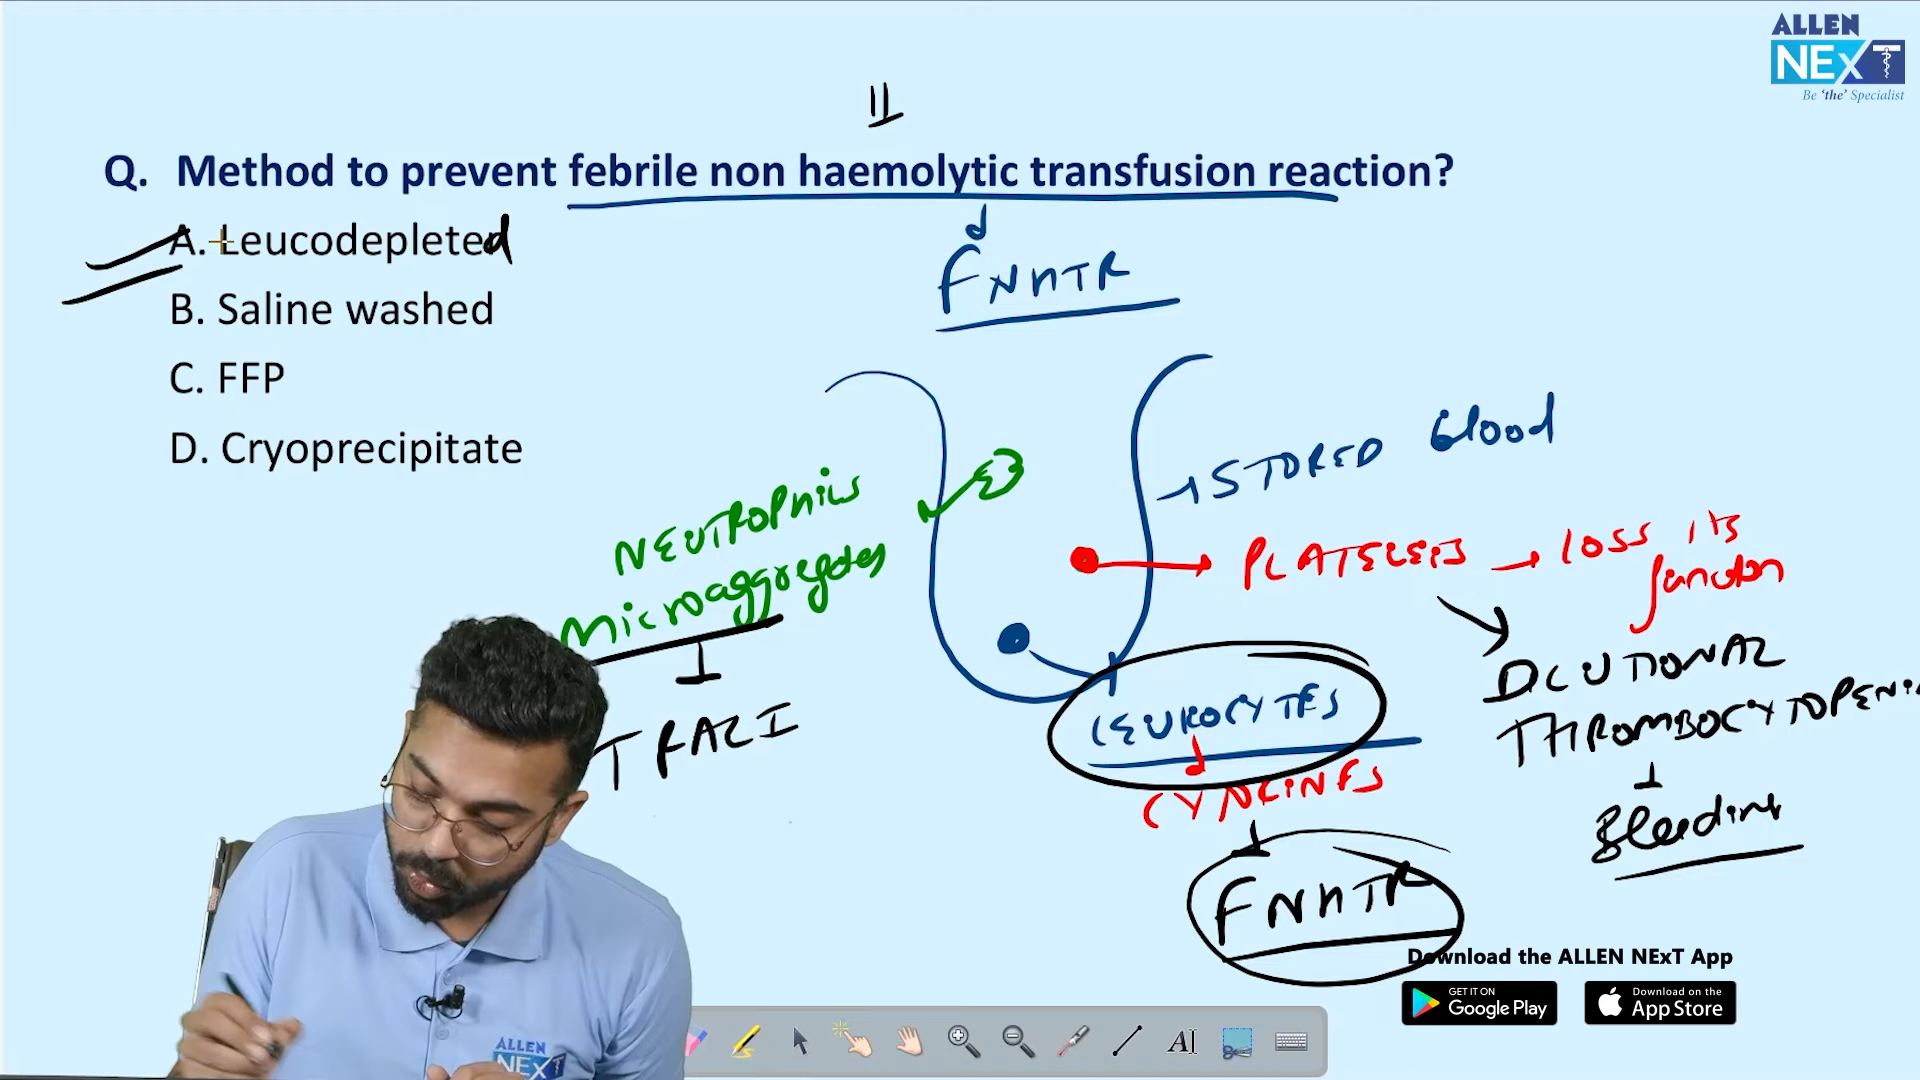 ALLEN
NEXT
Be 'the' Specialist
II
Q. Method to prevent febrile non haemolytic transfusion reaction?
A. Leucodepleted
B. Saline washed
C. FFP
D. Cryoprecipitate
FNHTR
STORED blood
NEUTROPHILS
Microaggregates
PLATELETS → LOSS its
function
DILUTIONAL
THROMBOCYTOPENIA
Bleeding
LEUKOCYTES
CYTOKINES
FNHTR
TRALI
Download the ALLEN NExT App
GET IT ON
Google Play
Download on the
App Store
AI
ALLEN
NEXT